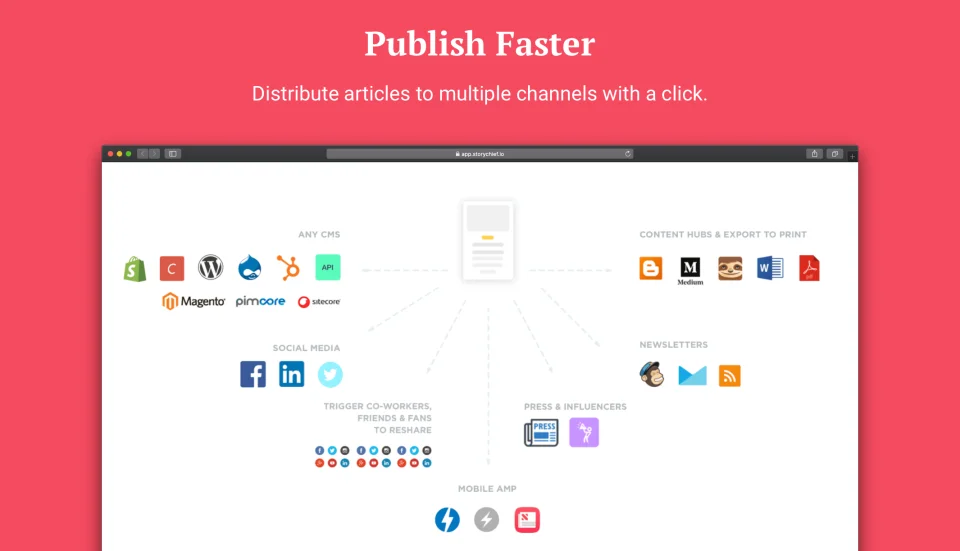 Publish Faster
Distribute articles to multiple channels with a click.
app.storychief.io
ANY CMS
API
Magento
pimcore
sitecore
CONTENT HUBS & EXPORT TO PRINT
Medium
W
pdf
SOCIAL MEDIA
NEWSLETTERS
TRIGGER CO-WORKERS,
FRIENDS & FANS
TO RESHARE
PRESS & INFLUENCERS
PRESS
MOBILE AMP